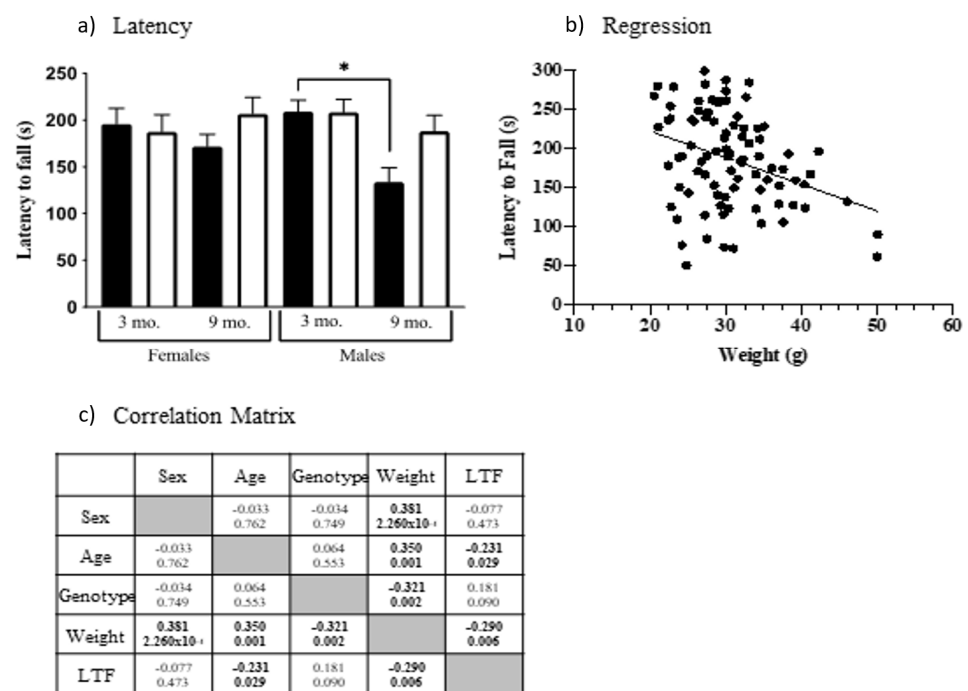 a) Latency
250
200
150
100
50
0
Latency to fall (s)
*
3 mo. 9 mo. 3 mo. 9 mo.
Females Males
b) Regression
300
250
200
150
100
50
0
Latency to Fall (s)
10 20 30 40 50 60
Weight (g)
c) Correlation Matrix
Sex Age Genotype Weight LTF
Sex -0.033 -0.034 0.381 -0.077
0.762 0.749 2.260x10 0.473
Age -0.033 0.064 0.350 -0.231
0.762 0.553 0.001 0.029
Genotype -0.034 0.064 -0.321 0.181
0.749 0.553 0.002 0.090
Weight 0.381 0.350 -0.321 -0.290
2.260x10 0.001 0.002 0.006
LTF -0.077 -0.231 0.181 -0.290
0.473 0.029 0.090 0.006